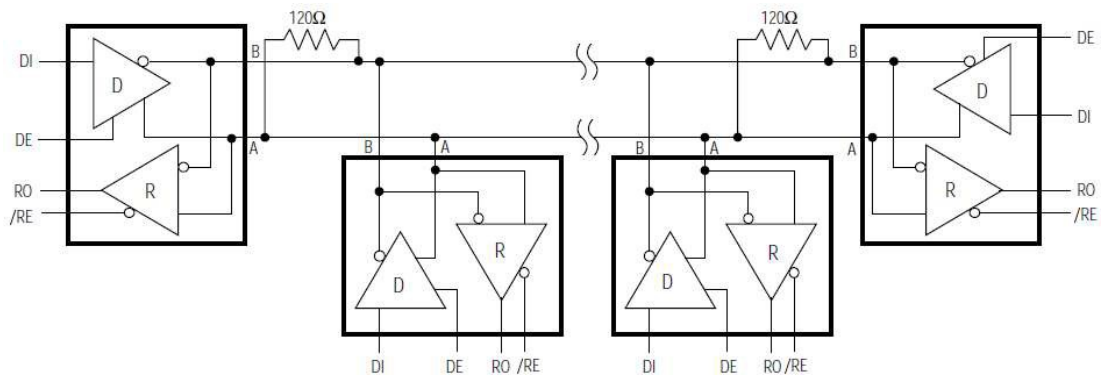 120Ω 120Ω
B B
DI D D DE
DE DI
A B A B A A
RO R R RO
/RE /RE
D R D R
DI DE RO /RE DI DE RO /RE